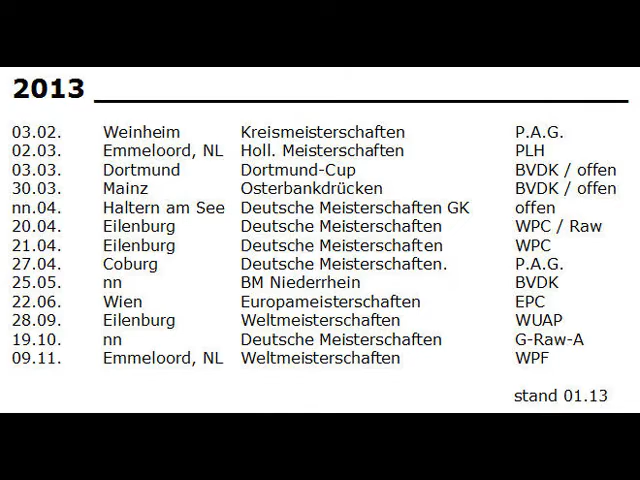 2013
03.02. Weinheim Kreismeisterschaften P.A.G.
02.03. Emmeloord, NL Holl. Meisterschaften PLH
03.03. Dortmund Dortmund-Cup BVDK / offen
30.03. Mainz Osterbankdrücken BVDK / offen
nn.04. Haltern am See Deutsche Meisterschaften GK offen
20.04. Eilenburg Deutsche Meisterschaften WPC / Raw
21.04. Eilenburg Deutsche Meisterschaften WPC
27.04. Coburg Deutsche Meisterschaften. P.A.G.
25.05. nn BM Niederrhein BVDK
22.06. Wien Europameisterschaften EPC
28.09. Eilenburg Weltmeisterschaften WUAP
19.10. nn Deutsche Meisterschaften G-Raw-A
09.11. Emmeloord, NL Weltmeisterschaften WPF
stand 01.13